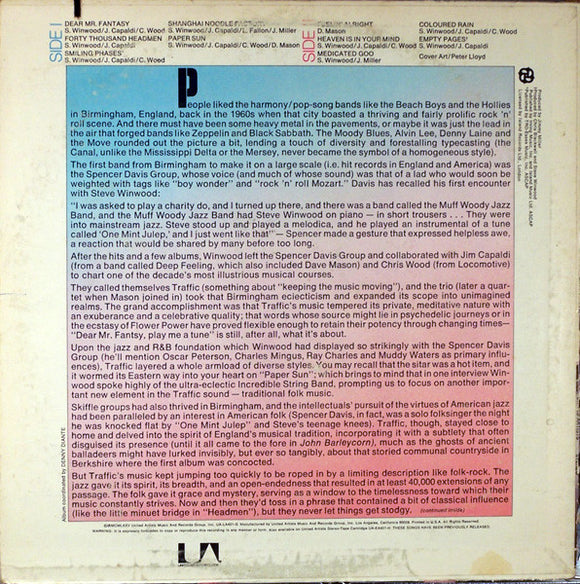 SIDE I
DEAR MR. FANTASY
S. Winwood/J. Capaldi/C. Wood
FORTY THOUSAND HEADMEN
S. Winwood/J. Capaldi
SMILING PHASES*
S. Winwood/J. Capaldi/C. Wood
SHANGHAI NOODLE FACTORY
S. Winwood/J. Capaldi/L. Fallon/J. Miller
PAPER SUN
S. Winwood/J. Capaldi/C. Wood/D. Mason
SIDE II
FEELIN' ALRIGHT
D. Mason
HEAVEN IS IN YOUR MIND
S. Winwood/J. Capaldi/C. Wood
MEDICATED GOO
S. Winwood/J. Miller
COLOURED RAIN
S. Winwood/J. Capaldi/C. Wood
EMPTY PAGES*
S. Winwood/J. Capaldi
Cover Art/Peter Lloyd
People liked the harmony/pop-song bands like the Beach Boys and the Hollies
in Birmingham, England, back in the 1960s when that city boasted a thriving and fairly prolific rock 'n'
roll scene. And there must have been some heavy metal in the pavements, or maybe it was just the lead in
the air that forged bands like Zeppelin and Black Sabbath. The Moody Blues, Alvin Lee, Denny Laine and
the Move rounded out the picture a bit, lending a touch of diversity and forestalling typecasting (the
Canal, unlike the Mississippi Delta or the Mersey, never became the symbol of a homogeneous style).
The first band from Birmingham to make it on a large scale (i.e. hit records in England and America) was
the Spencer Davis Group, whose voice (and much of whose sound) was that of a lad who would soon be
weighted with tags like "boy wonder" and "rock 'n' roll Mozart." Davis has recalled his first encounter
with Steve Winwood:
"I was asked to play a charity do, and I turned up there, and there was a band called the Muff Woody Jazz
Band, and the Muff Woody Jazz Band had Steve Winwood on piano — in short trousers . . . They were
into mainstream jazz. Steve stood up and played a melodica, and he played an instrumental of a tune
called 'One Mint Julep,' and I just went like that" — Spencer made a gesture that expressed helpless awe,
a reaction that would be shared by many before too long.
After the hits and a few albums, Winwood left the Spencer Davis Group and collaborated with Jim Capaldi
(from a band called Deep Feeling, which also included Dave Mason) and Chris Wood (from Locomotive)
to chart one of the decade's most illustrious musical courses.
They called themselves Traffic (something about "keeping the music moving"), and the trio (later a quar-
tet when Mason joined in) took that Birmingham eclecticism and expanded its scope into unimagined
realms. The grand accomplishment was that Traffic's music tempered its private, meditative nature with
an exuberance and a celebrative quality; that words whose source might lie in psychedelic journeys or in
the ecstasy of Flower Power have proved flexible enough to retain their potency through changing times—
"Dear Mr. Fantsy, play me a tune" is still, after all, what it's about.
Upon the jazz and R&B foundation which Winwood had displayed so strikingly with the Spencer Davis
Group (he'll mention Oscar Peterson, Charles Mingus, Ray Charles and Muddy Waters as primary influ-
ences), Traffic layered a whole armload of diverse styles. You may recall that the sitar was a hot item, and
it wormed its Eastern way into your heart on "Paper Sun"; which brings to mind that in one interview Win-
wood spoke highly of the ultra-eclectic Incredible String Band, prompting us to focus on another impor-
tant new element in the Traffic sound — traditional folk music.
Skiffle groups had also thrived in Birmingham, and the intellectuals' pursuit of the virtues of American jazz
had been paralleled by an interest in American folk (Spencer Davis, in fact, was a solo folksinger the night
he was knocked flat by "One Mint Julep" and Steve's teenage knees). Traffic, though, stayed close to
home and delved into the spirit of England's musical tradition, incorporating it with a subtlety that often
disguised its presence (until it all came to the fore in John Barleycorn), much as the ghosts of ancient
balladeers might have lurked invisibly, but ever so tangibly, about that storied communal countryside in
Berkshire where the first album was concocted.
But Traffic's music kept jumping too quickly to be roped in by a limiting description like folk-rock. The
jazz gave it its spirit, its breadth, and an open-endedness that resulted in at least 40,000 extensions of any
passage. The folk gave it grace and mystery, serving as a window to the timelessness toward which their
music constantly strives. Now and then they'd toss in a phrase that contained a bit of classical influence
(like the little minuet bridge in "Headmen"), but they never let things get stodgy. (continued inside)
Album coordinated by DENNY DIANTE
Produced by Jimmy Miller
*Produced by Chris Blackwell and Steve Winwood
Licensed by Island Records Ltd., London
UA